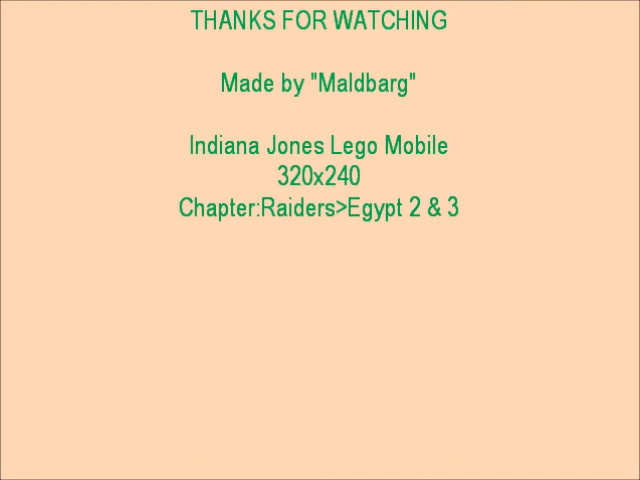 THANKS FOR WATCHING
Made by "Maldbarg"
Indiana Jones Lego Mobile
320x240
Chapter:Raiders>Egypt 2 & 3